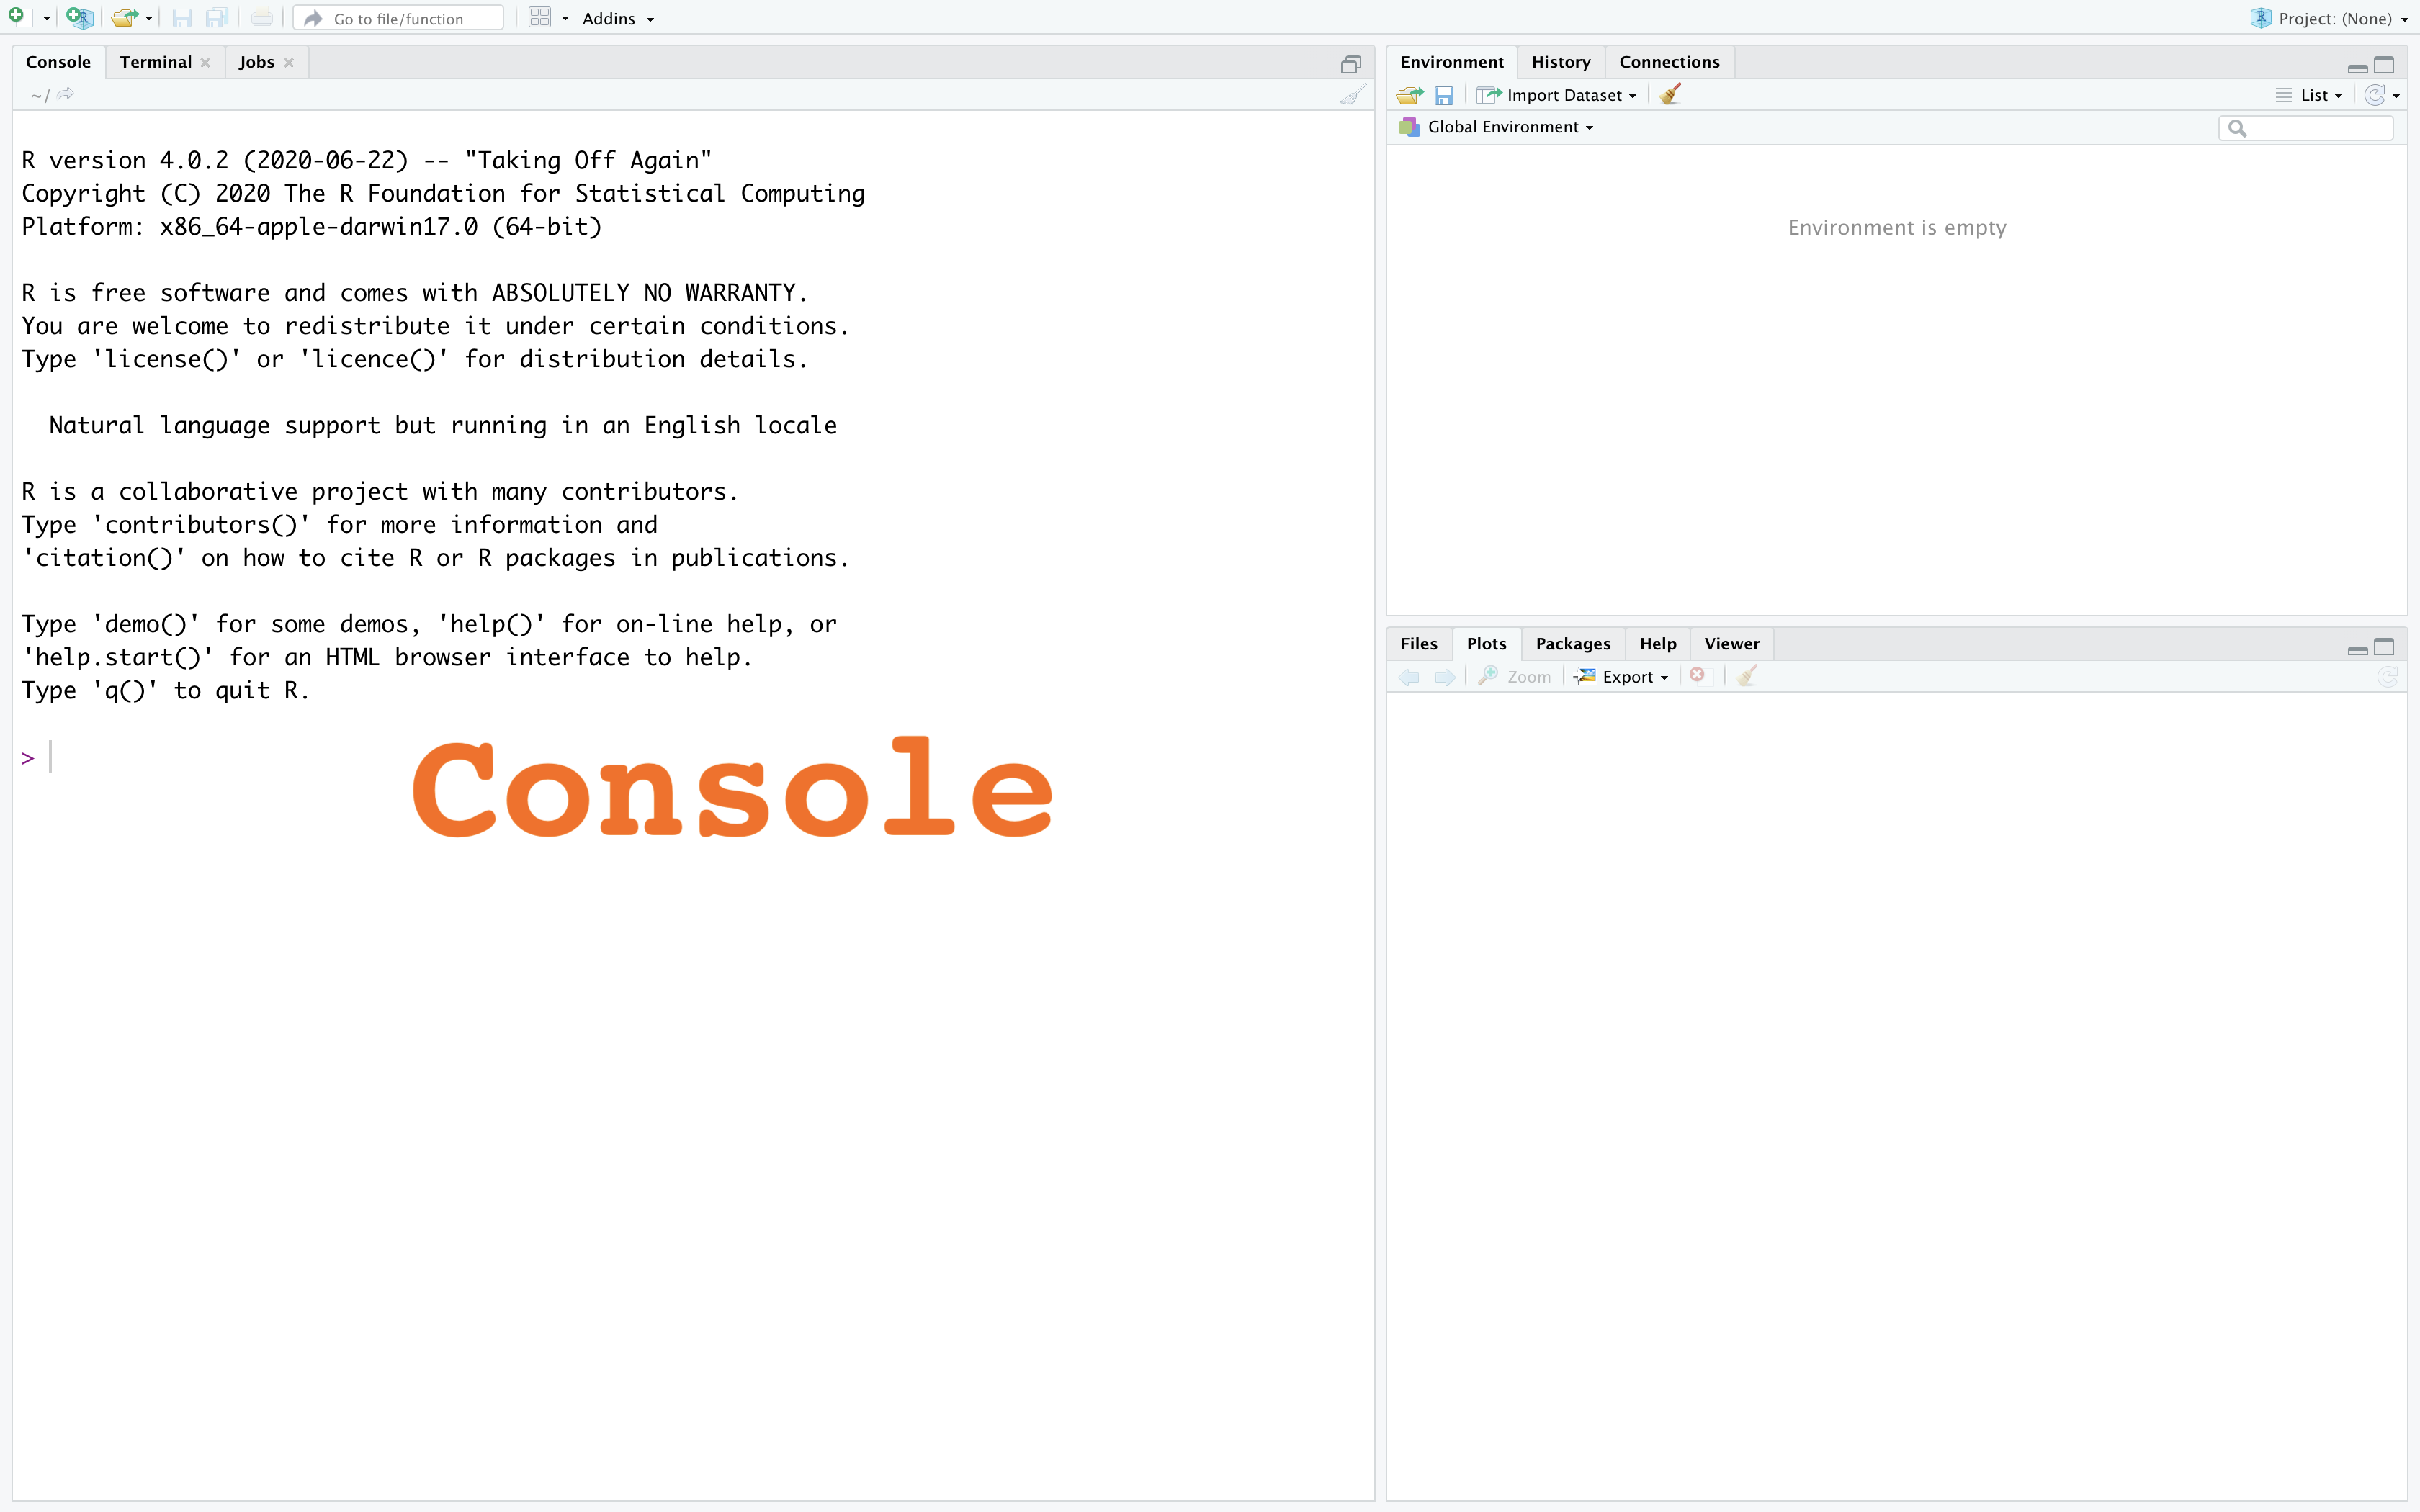 Go to file/function
Addins
Project: (None)
Console Terminal Jobs
~/
R version 4.0.2 (2020-06-22) -- "Taking Off Again"
Copyright (C) 2020 The R Foundation for Statistical Computing
Platform: x86_64-apple-darwin17.0 (64-bit)
R is free software and comes with ABSOLUTELY NO WARRANTY.
You are welcome to redistribute it under certain conditions.
Type 'license()' or 'licence()' for distribution details.
Natural language support but running in an English locale
R is a collaborative project with many contributors.
Type 'contributors()' for more information and
'citation()' on how to cite R or R packages in publications.
Type 'demo()' for some demos, 'help()' for on-line help, or
'help.start()' for an HTML browser interface to help.
Type 'q()' to quit R.
>
Console
Environment History Connections
Import Dataset
List
Global Environment
Environment is empty
Files Plots Packages Help Viewer
Zoom Export